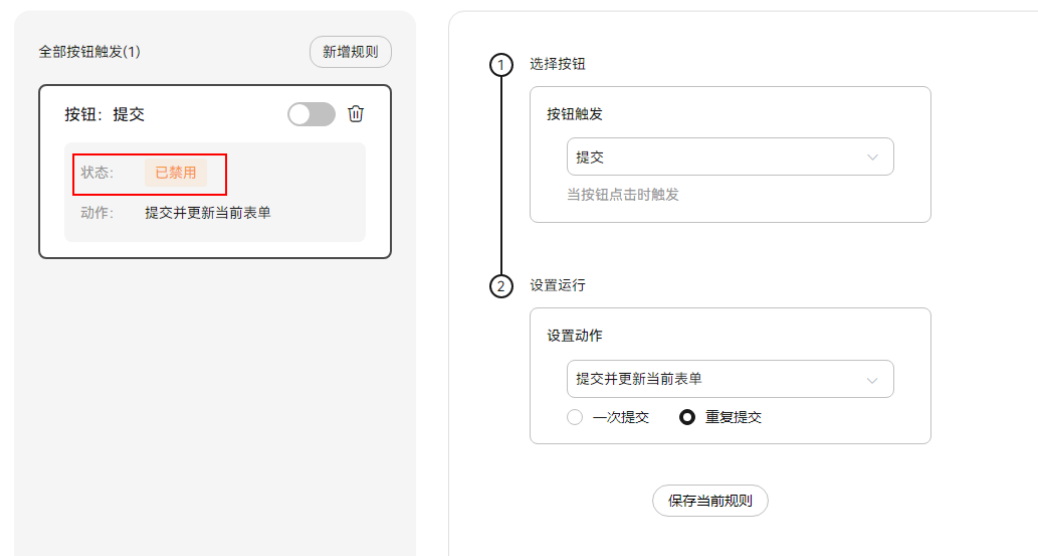 全部按钮触发(1)
新增规则
按钮：提交
状态： 已禁用
动作： 提交并更新当前表单
1 选择按钮
按钮触发
提交
当按钮点击时触发
2 设置运行
设置动作
提交并更新当前表单
一次提交 重复提交
保存当前规则